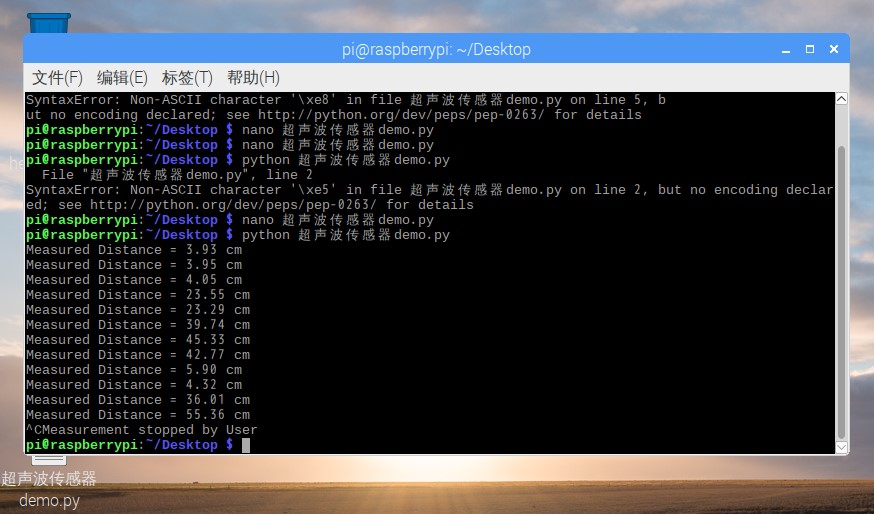 pi@raspberrypi: ~/Desktop
文件(F) 编辑(E) 标签(T) 帮助(H)
SyntaxError: Non-ASCII character '\xe8' in file 超声波传感器demo.py on line 5, b
ut no encoding declared; see http://python.org/dev/peps/pep-0263/ for details
pi@raspberrypi:~/Desktop $ nano 超声波传感器demo.py
pi@raspberrypi:~/Desktop $ nano 超声波传感器demo.py
pi@raspberrypi:~/Desktop $ python 超声波传感器demo.py
File "超声波传感器demo.py", line 2
SyntaxError: Non-ASCII character '\xe5' in file 超声波传感器demo.py on line 2, but no encoding declar
ed; see http://python.org/dev/peps/pep-0263/ for details
pi@raspberrypi:~/Desktop $ nano 超声波传感器demo.py
pi@raspberrypi:~/Desktop $ python 超声波传感器demo.py
Measured Distance = 3.93 cm
Measured Distance = 3.95 cm
Measured Distance = 4.05 cm
Measured Distance = 23.55 cm
Measured Distance = 23.29 cm
Measured Distance = 39.74 cm
Measured Distance = 45.33 cm
Measured Distance = 42.77 cm
Measured Distance = 5.90 cm
Measured Distance = 4.32 cm
Measured Distance = 36.01 cm
Measured Distance = 55.36 cm
^CMeasurement stopped by User
pi@raspberrypi:~/Desktop $
超声波传感器
demo.py